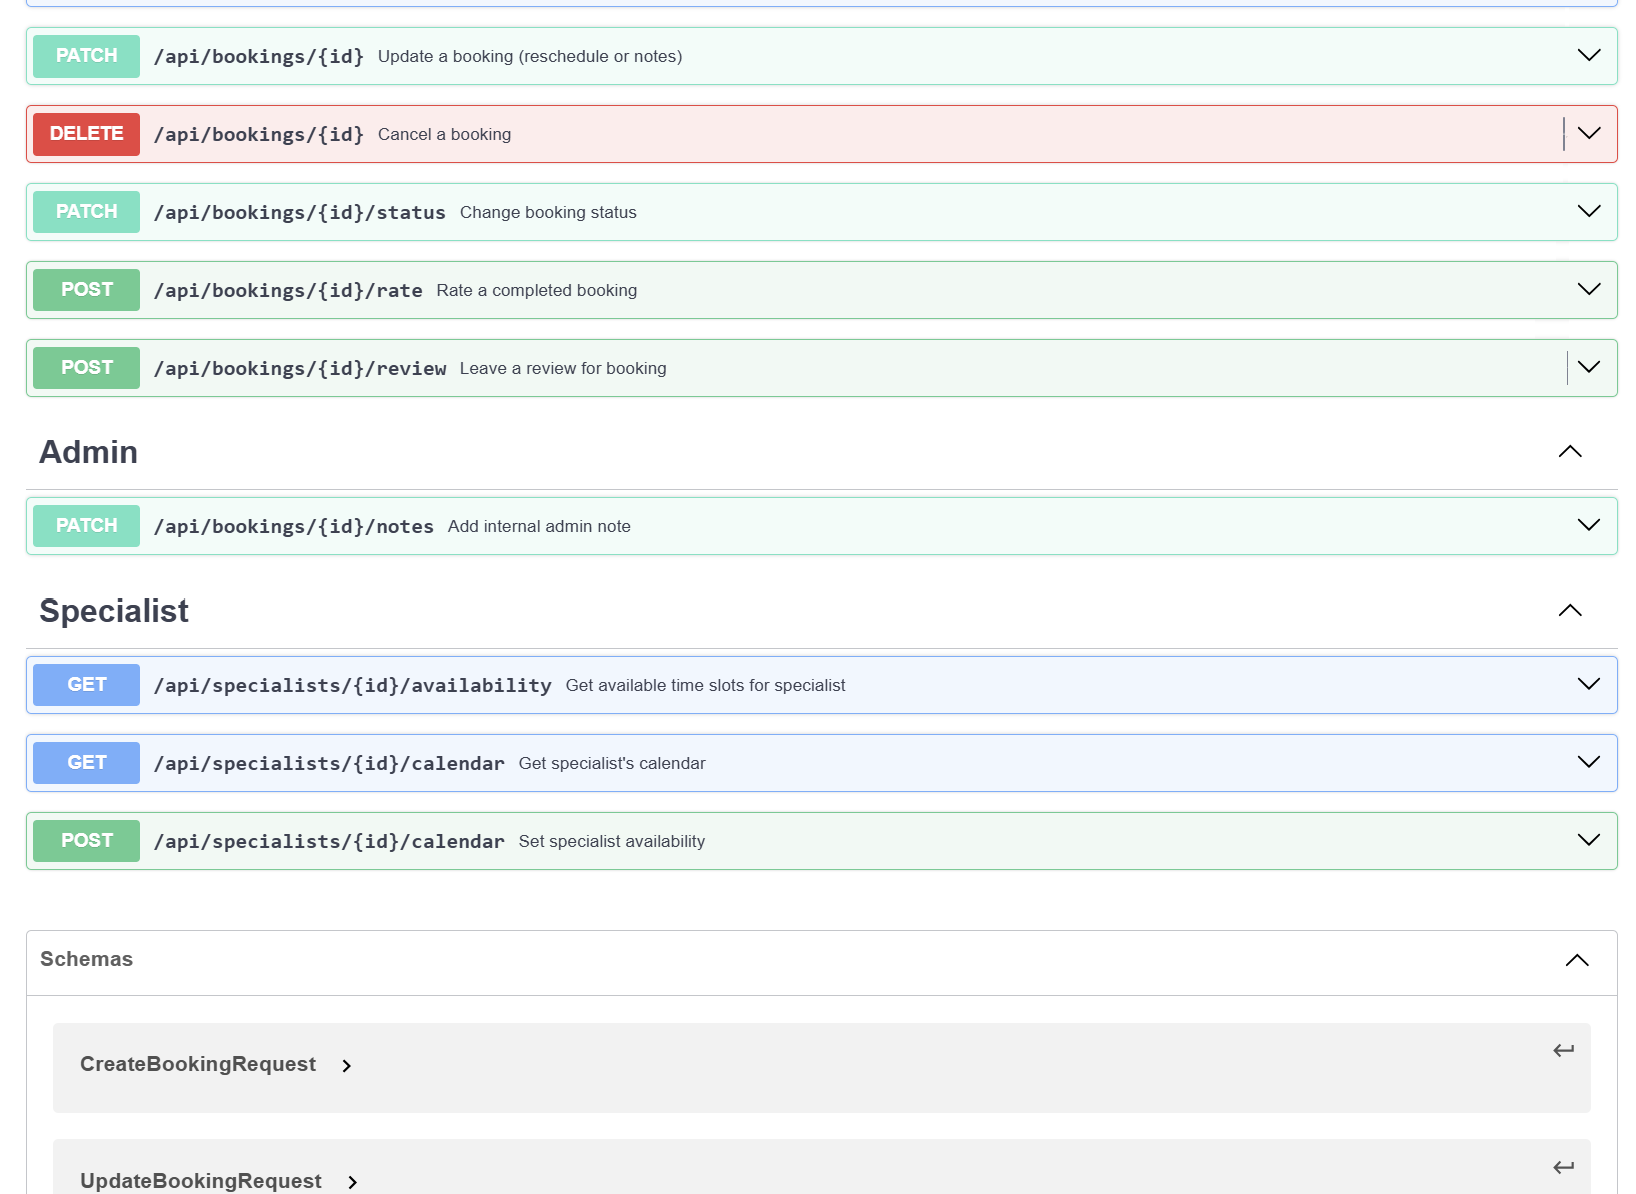 PATCH /api/bookings/{id} Update a booking (reschedule or notes)
DELETE /api/bookings/{id} Cancel a booking
PATCH /api/bookings/{id}/status Change booking status
POST /api/bookings/{id}/rate Rate a completed booking
POST /api/bookings/{id}/review Leave a review for booking
Admin
PATCH /api/bookings/{id}/notes Add internal admin note
Specialist
GET /api/specialists/{id}/availability Get available time slots for specialist
GET /api/specialists/{id}/calendar Get specialist's calendar
POST /api/specialists/{id}/calendar Set specialist availability
Schemas
CreateBookingRequest
UpdateBookingRequest